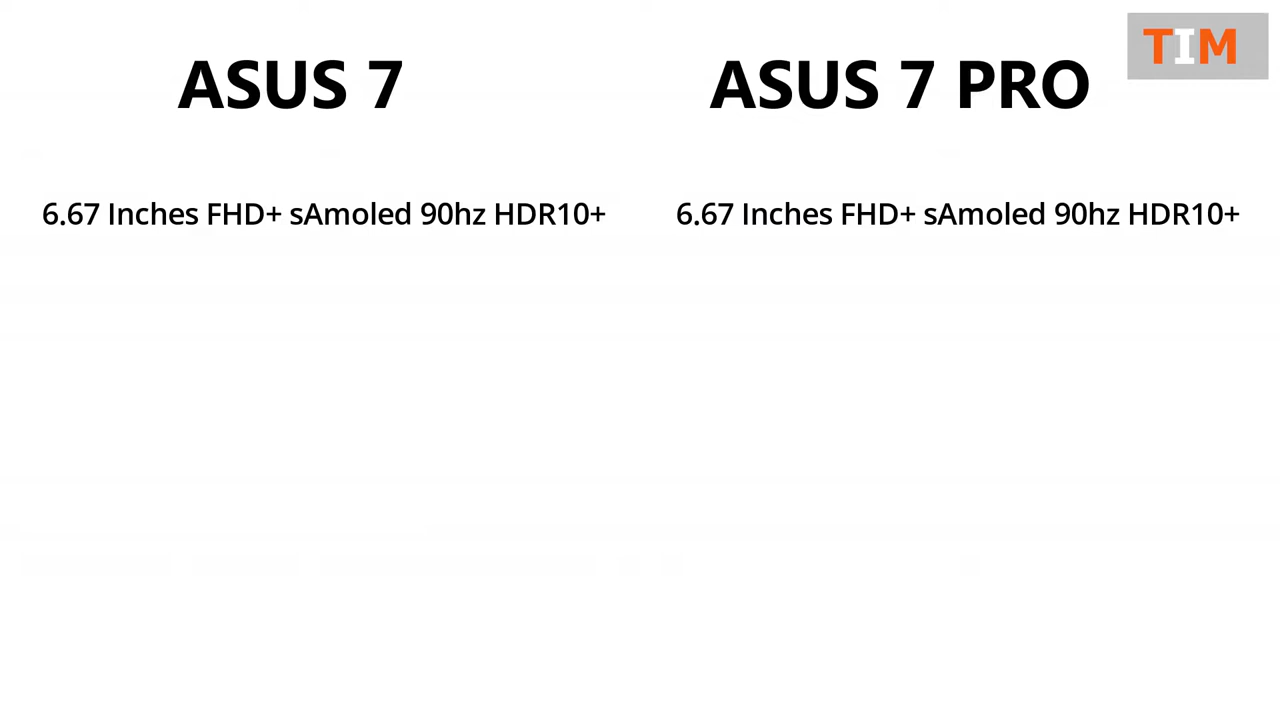 TIM
ASUS 7
ASUS 7 PRO
6.67 Inches FHD+ sAmoled 90hz HDR10+
6.67 Inches FHD+ sAmoled 90hz HDR10+